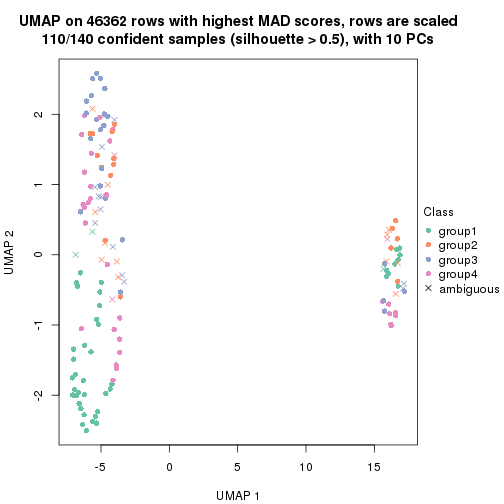 UMAP on 46362 rows with highest MAD scores, rows are scaled
110/140 confident samples (silhouette > 0.5), with 10 PCs
UMAP 2
2
1
0
-1
-2
-5
0
5
10
15
UMAP 1
Class
group1
group2
group3
group4
ambiguous